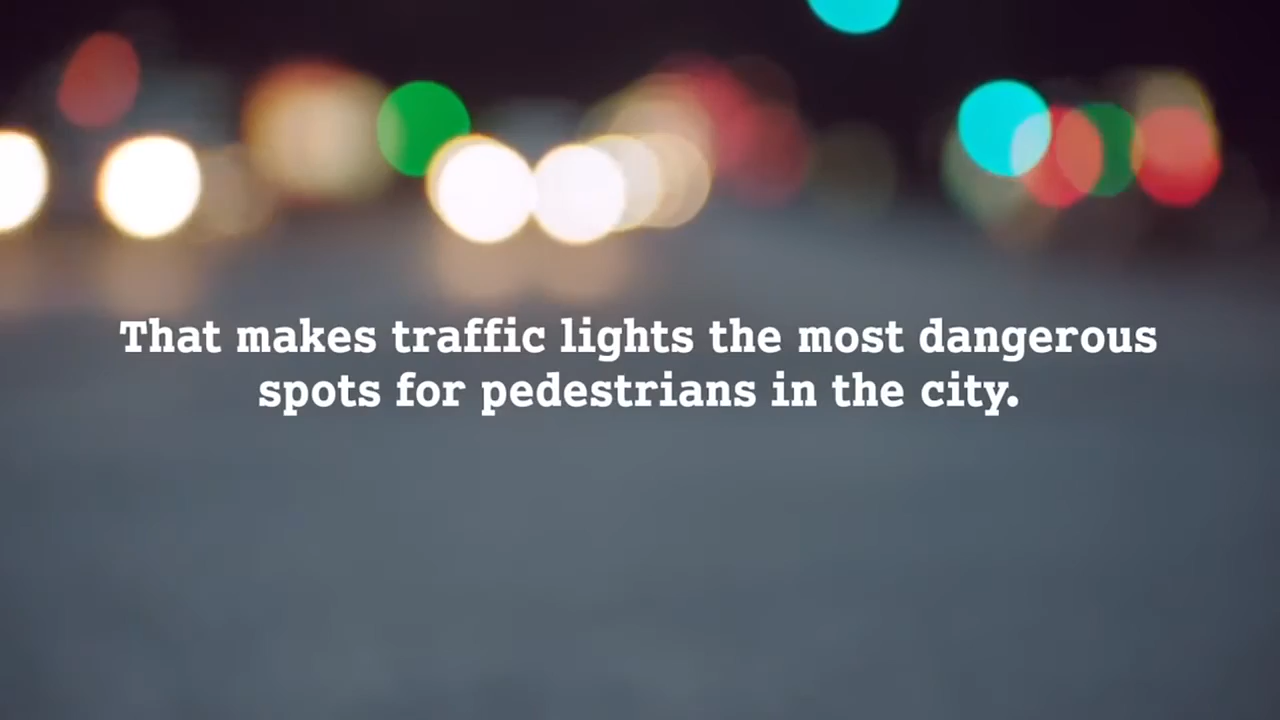 That makes traffic lights the most dangerous
spots for pedestrians in the city.